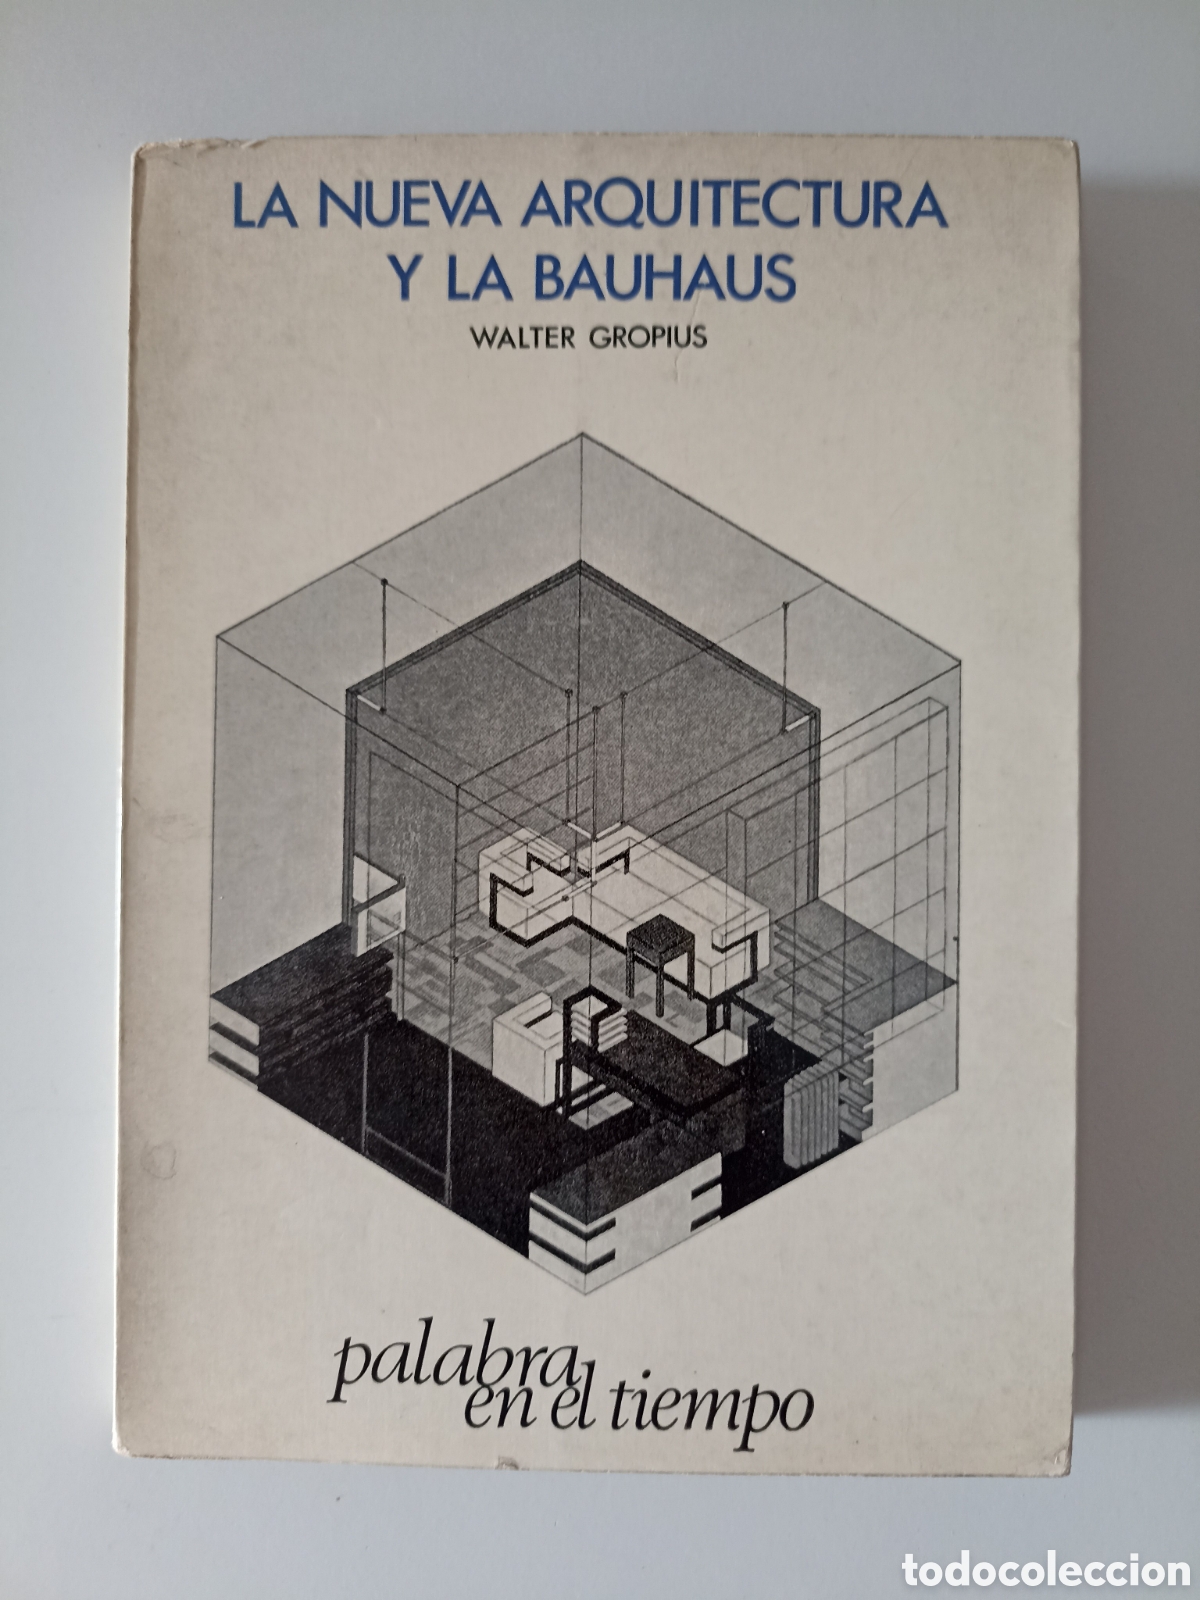 LA NUEVA ARQUITECTURA
Y LA BAUHAUS
WALTER GROPIUS
palabra
en el tiempo
todocoleccion